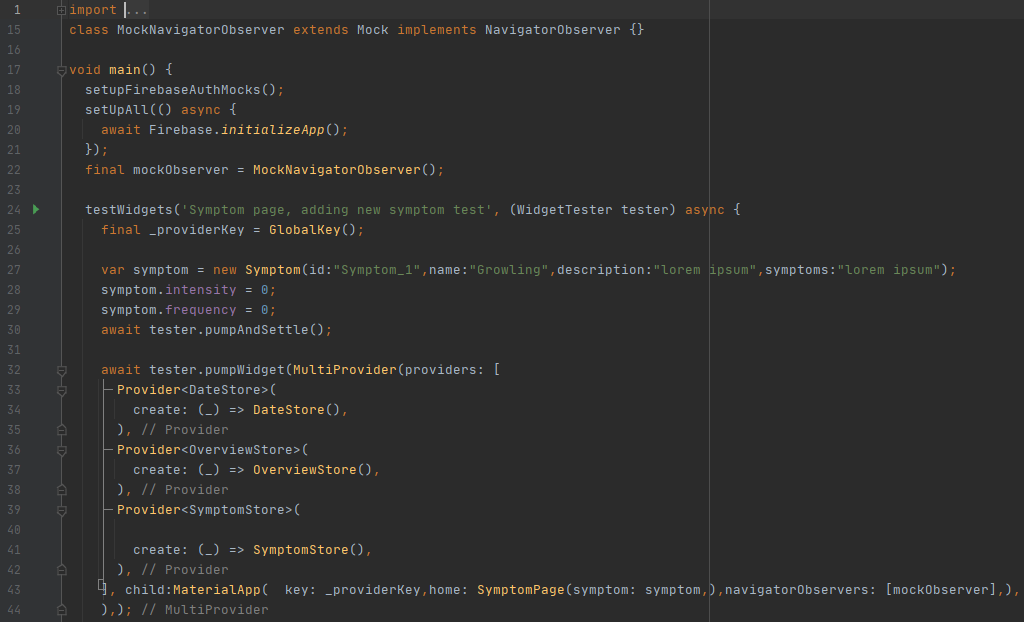 1 import ...
15 class MockNavigatorObserver extends Mock implements NavigatorObserver {}
16
17 void main() {
18 setupFirebaseAuthMocks();
19 setUpAll(() async {
20 await Firebase.initializeApp();
21 });
22 final mockObserver = MockNavigatorObserver();
23
24 testWidgets('Symptom page, adding new symptom test', (WidgetTester tester) async {
25 final _providerKey = GlobalKey();
26
27 var symptom = new Symptom(id:"Symptom_1",name:"Growling",description:"lorem ipsum",symptoms:"lorem ipsum");
28 symptom.intensity = 0;
29 symptom.frequency = 0;
30 await tester.pumpAndSettle();
31
32 await tester.pumpWidget(MultiProvider(providers: [
33 Provider<DateStore>(
34 create: (_) => DateStore(),
35 ), // Provider
36 Provider<OverviewStore>(
37 create: (_) => OverviewStore(),
38 ), // Provider
39 Provider<SymptomStore>(
40
41 create: (_) => SymptomStore(),
42 ), // Provider
43 ], child:MaterialApp(  key: _providerKey,home: SymptomPage(symptom: symptom,),navigatorObservers: [mockObserver],),
44 ),); // MultiProvider